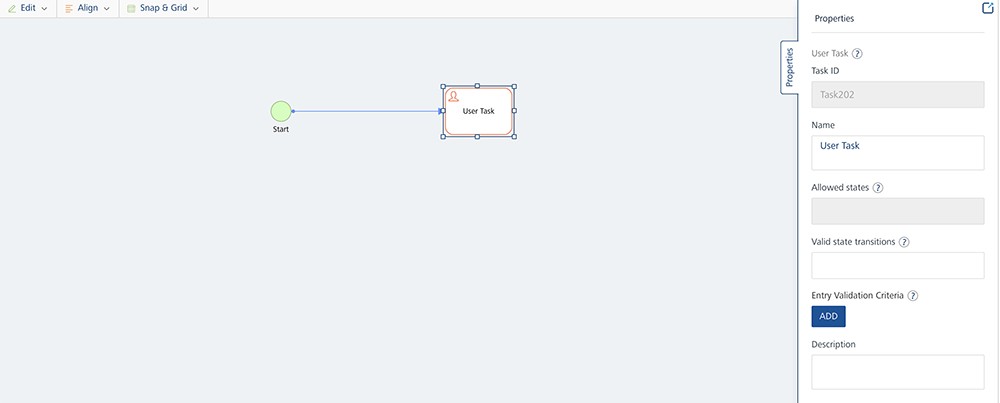 Edit
Align
Snap & Grid
Start
User Task
Properties
Properties
User Task ?
Task ID
Task202
Name
User Task
Allowed states ?
Valid state transitions ?
Entry Validation Criteria ?
ADD
Description